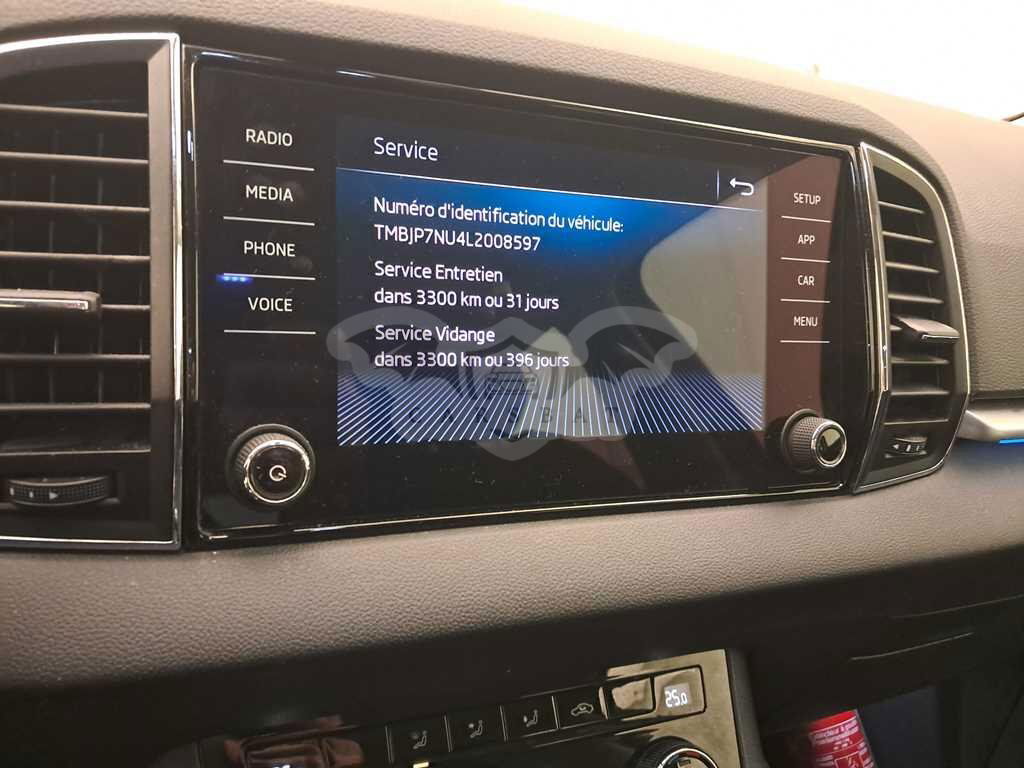 RADIO
MEDIA
PHONE
VOICE
Service
Numéro d'identification du véhicule:
TMBJP7NU4L2008597
Service Entretien
dans 3300 km ou 31 jours
Service Vidange
dans 3300 km ou 396 jours
SETUP
APP
CAR
MENU
25.0